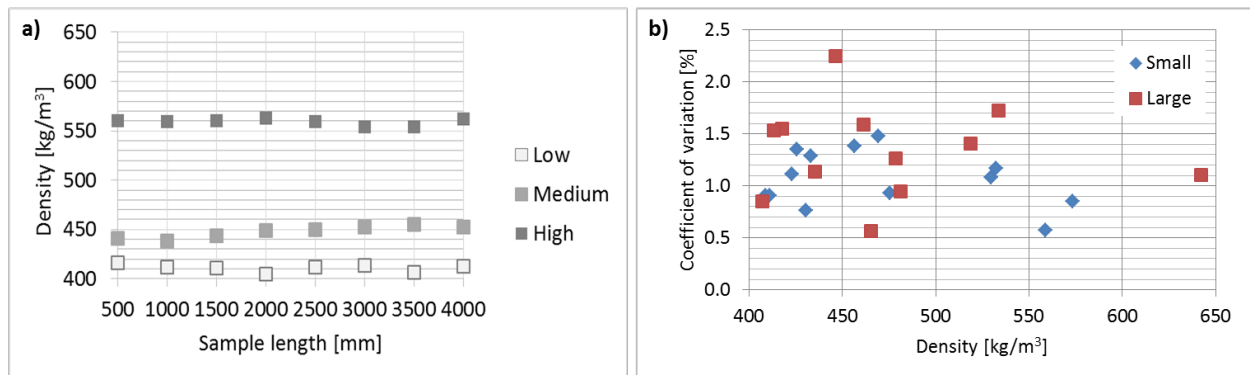 a)
650
600
550
500
450
400
Density [kg/m³]
500 1000 1500 2000 2500 3000 3500 4000
Sample length [mm]
Low
Medium
High
b)
2.5
2.0
1.5
1.0
0.5
0.0
Coefficient of variation [%]
400 450 500 550 600 650
Density [kg/m³]
Small
Large